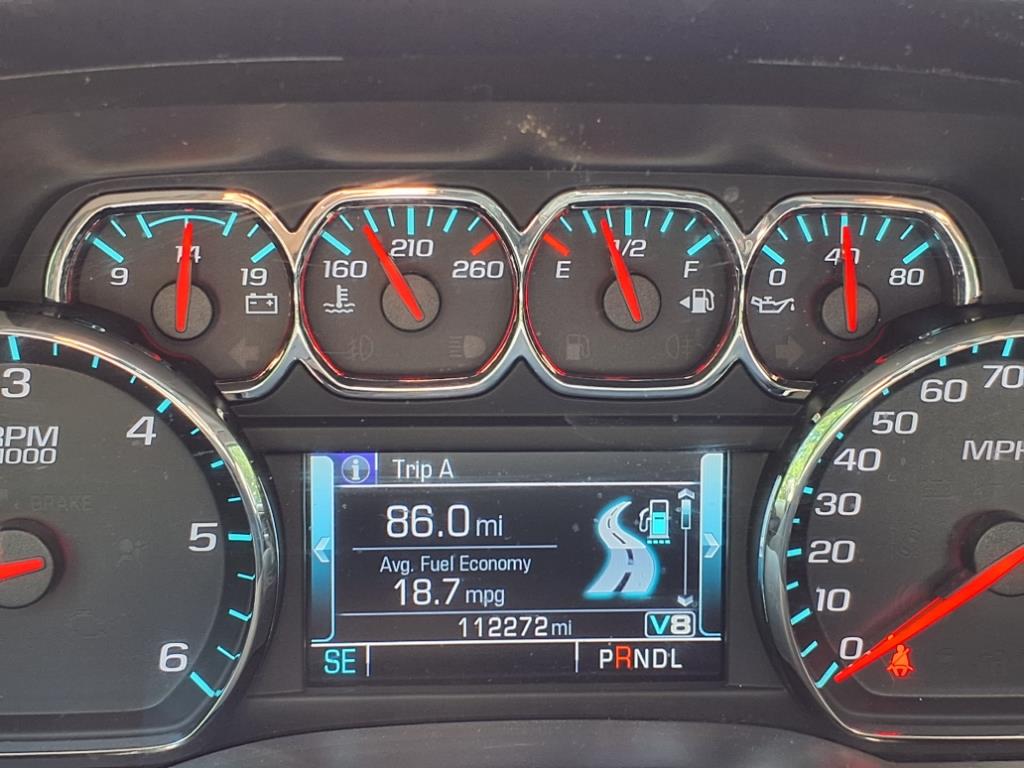 9 14 19
160 210 260
E 1/2 F
0 40 80
3 4 5 6
RPM
1000
BRAKE
Trip A
86.0 mi
Avg. Fuel Economy
18.7 mpg
112272 mi V8
SE PRNDL
0 10 20 30 40 50 60 70
MPH